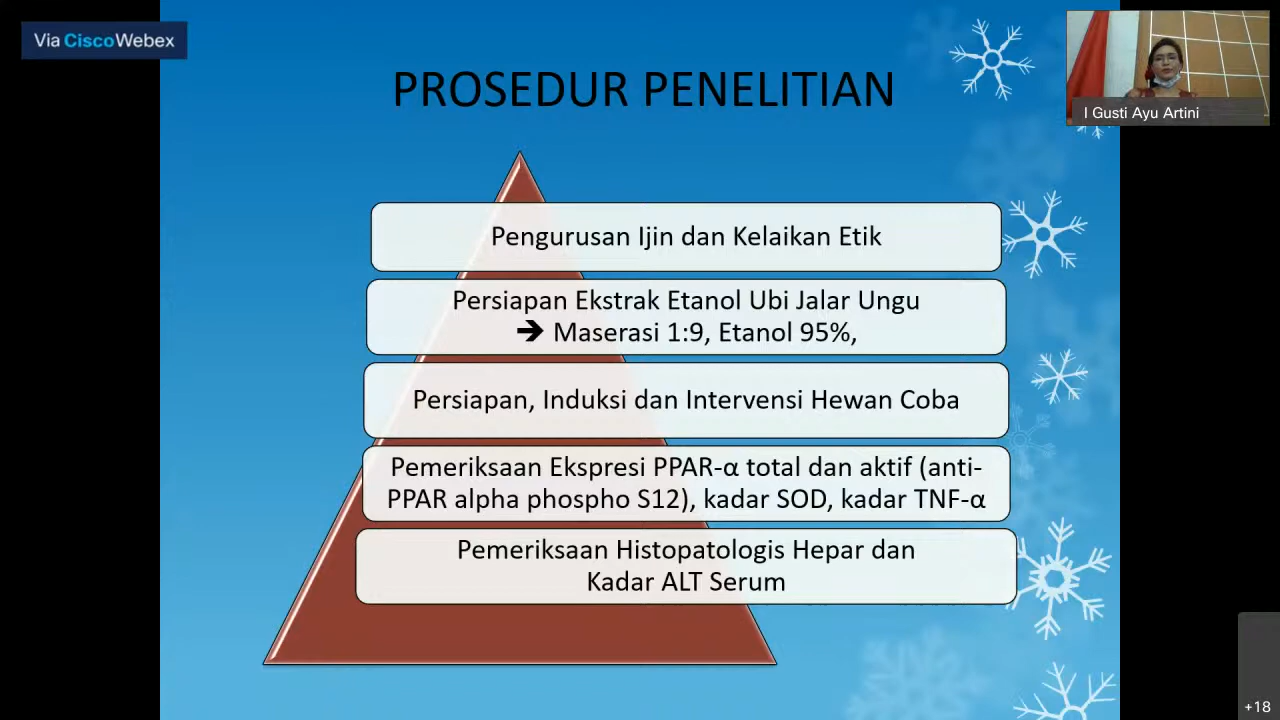 Via Cisco Webex
PROSEDUR PENELITIAN
I Gusti Ayu Artini
Pengurusan Ijin dan Kelaikan Etik
Persiapan Ekstrak Etanol Ubi Jalar Ungu
➔ Maserasi 1:9, Etanol 95%,
Persiapan, Induksi dan Intervensi Hewan Coba
Pemeriksaan Ekspresi PPAR-α total dan aktif (anti-
PPAR alpha phospho S12), kadar SOD, kadar TNF-α
Pemeriksaan Histopatologis Hepar dan
Kadar ALT Serum
+18